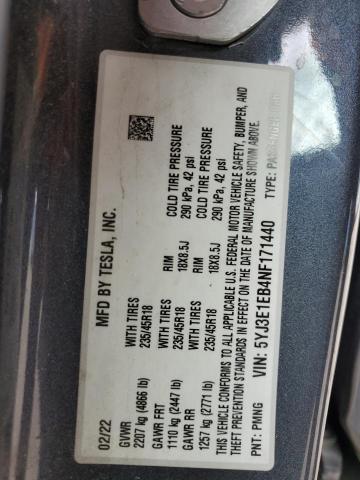 MFD BY TESLA, INC.
02/22
GVWR
2207 kg (4866 lb)
GAWR FRT WITH TIRES RIM COLD TIRE PRESSURE
1110 kg (2447 lb) 235/45R18 18X8.5J 290 kPa, 42 psi
GAWR RR WITH TIRES RIM COLD TIRE PRESSURE
1257 kg (2771 lb) 235/45R18 18X8.5J 290 kPa, 42 psi
THIS VEHICLE CONFORMS TO ALL APPLICABLE U.S. FEDERAL MOTOR VEHICLE SAFETY, BUMPER, AND
THEFT PREVENTION STANDARDS IN EFFECT ON THE DATE OF MANUFACTURE SHOWN ABOVE.
PNT: PMNG VIN: 5YJ3E1EB4NF171440 TYPE: PASSENGER